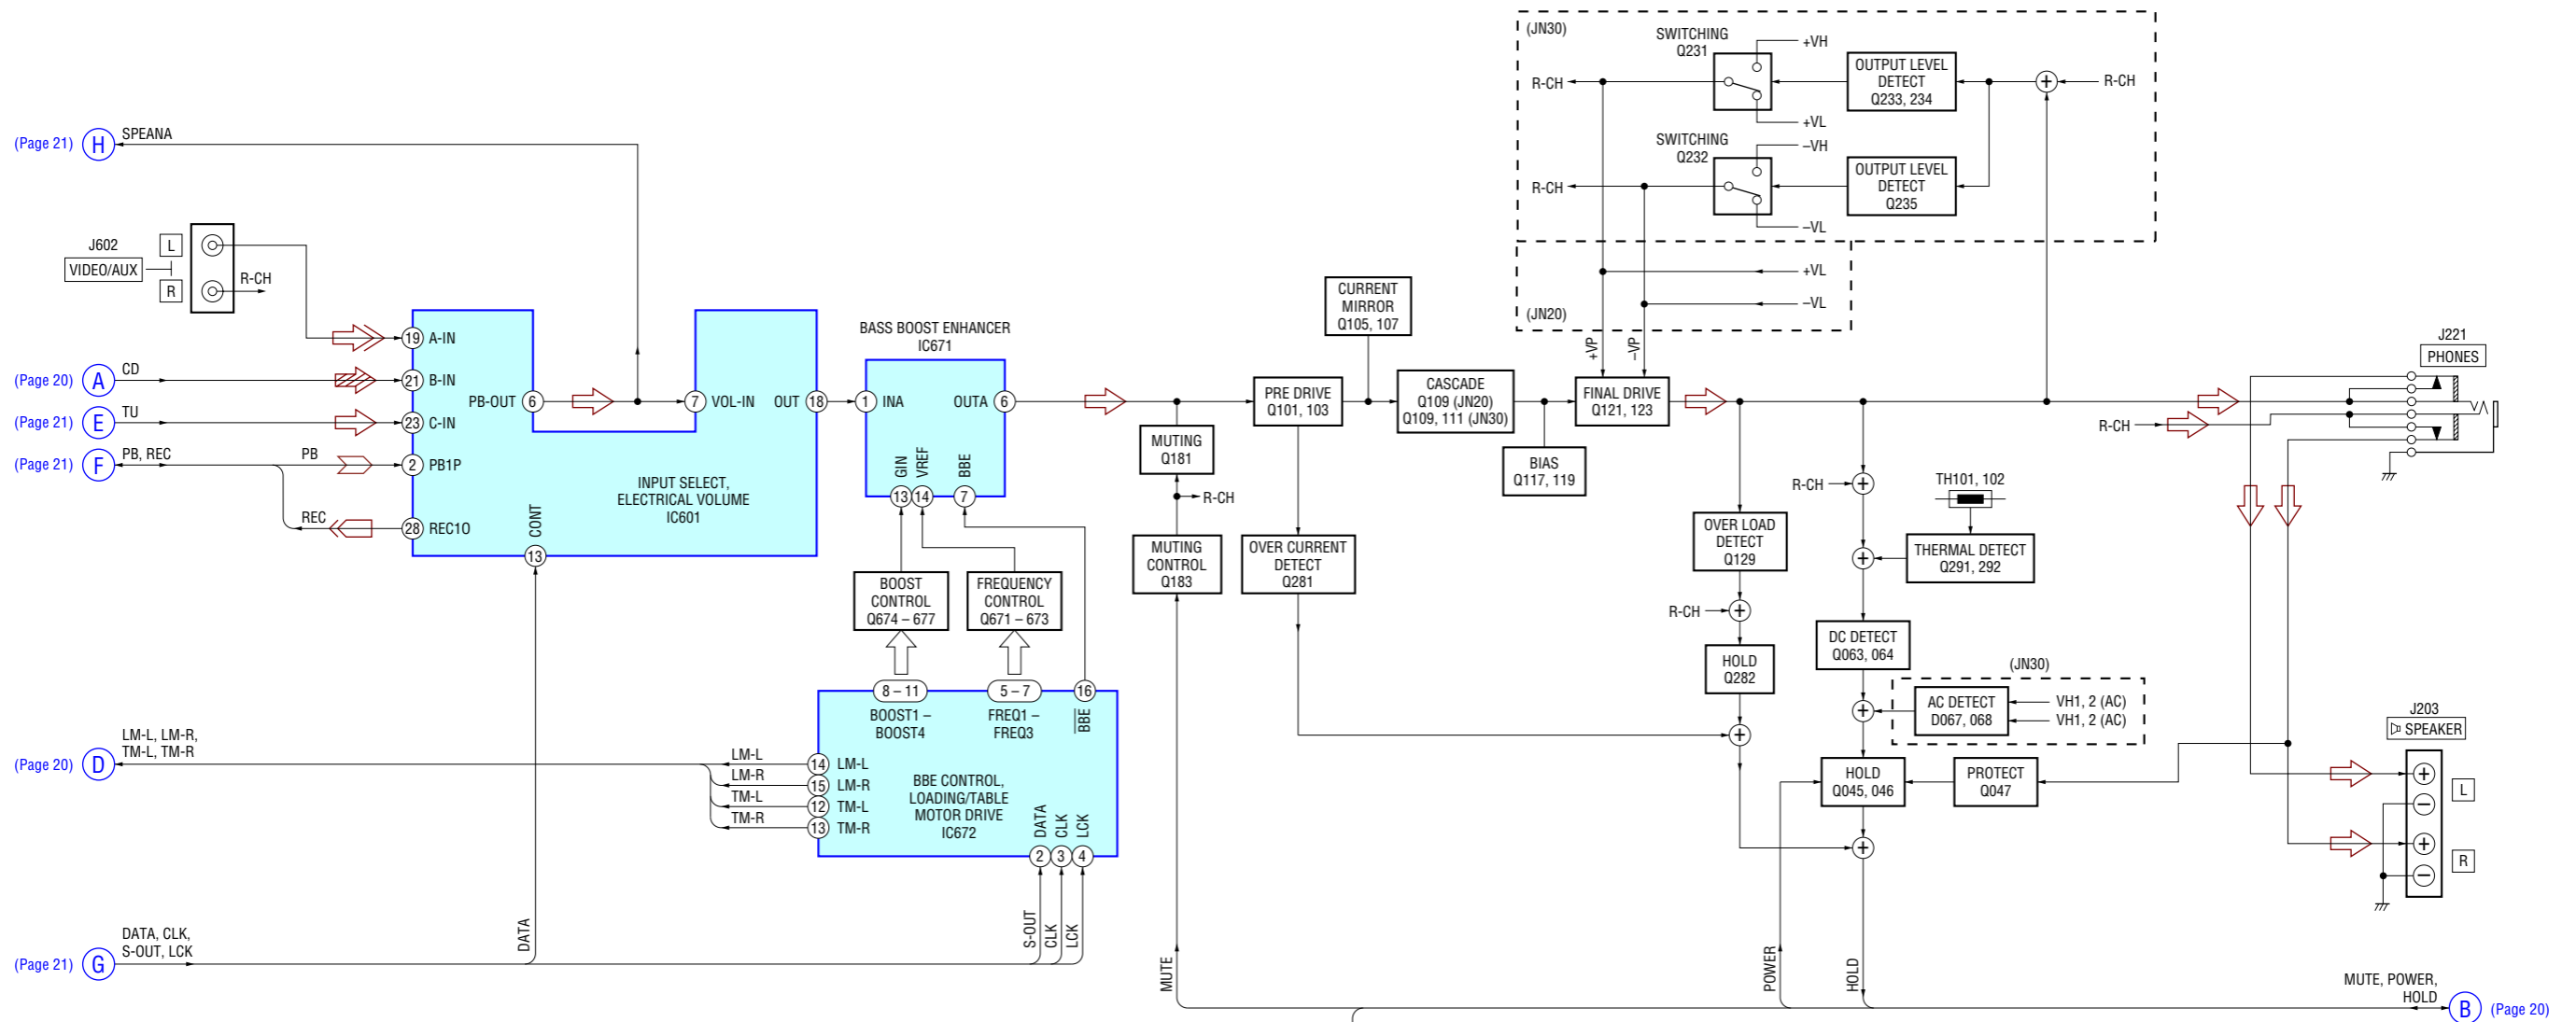 (JN30)
SWITCHING
Q231
+VH
R-CH
OUTPUT LEVEL
DETECT
Q233, 234
+
R-CH
+VL
SWITCHING
Q232
–VH
R-CH
OUTPUT LEVEL
DETECT
Q235
–VL
+VL
–VL
(JN20)
+VP
–VP
(Page 21)
H
SPEANA
J602
VIDEO/AUX
L
R
R-CH
19
A-IN
(Page 20)
A
CD
21
B-IN
(Page 21)
E
TU
23
C-IN
(Page 21)
F
PB, REC
PB
2
PB1P
REC
28
REC1O
PB-OUT
6
7
VOL-IN
OUT
18
INPUT SELECT,
ELECTRICAL VOLUME
IC601
CONT
13
BASS BOOST ENHANCER
IC671
1
INA
OUTA
6
GIN
VREF
BBE
13
14
7
BOOST
CONTROL
Q674 – 677
FREQUENCY
CONTROL
Q671 – 673
8 – 11
5 – 7
16
BOOST1 –
BOOST4
FREQ1 –
FREQ3
BBE
BBE CONTROL,
LOADING/TABLE
MOTOR DRIVE
IC672
LM-L
14
LM-L
LM-R
15
LM-R
TM-L
12
TM-L
TM-R
13
TM-R
DATA
CLK
LCK
2
3
4
(Page 20)
D
LM-L, LM-R,
TM-L, TM-R
(Page 21)
G
DATA, CLK,
S-OUT, LCK
DATA
S-OUT
CLK
LCK
MUTING
Q181
R-CH
MUTING
CONTROL
Q183
MUTE
PRE DRIVE
Q101, 103
CURRENT
MIRROR
Q105, 107
CASCADE
Q109 (JN20)
Q109, 111 (JN30)
BIAS
Q117, 119
FINAL DRIVE
Q121, 123
OVER CURRENT
DETECT
Q281
OVER LOAD
DETECT
Q129
R-CH
+
HOLD
Q282
+
R-CH
+
TH101, 102
THERMAL DETECT
Q291, 292
+
DC DETECT
Q063, 064
(JN30)
AC DETECT
D067, 068
VH1, 2 (AC)
VH1, 2 (AC)
+
HOLD
Q045, 046
PROTECT
Q047
+
POWER
HOLD
R-CH
J221
PHONES
J203
SPEAKER
+
L
–
+
R
–
MUTE, POWER,
HOLD
B
(Page 20)